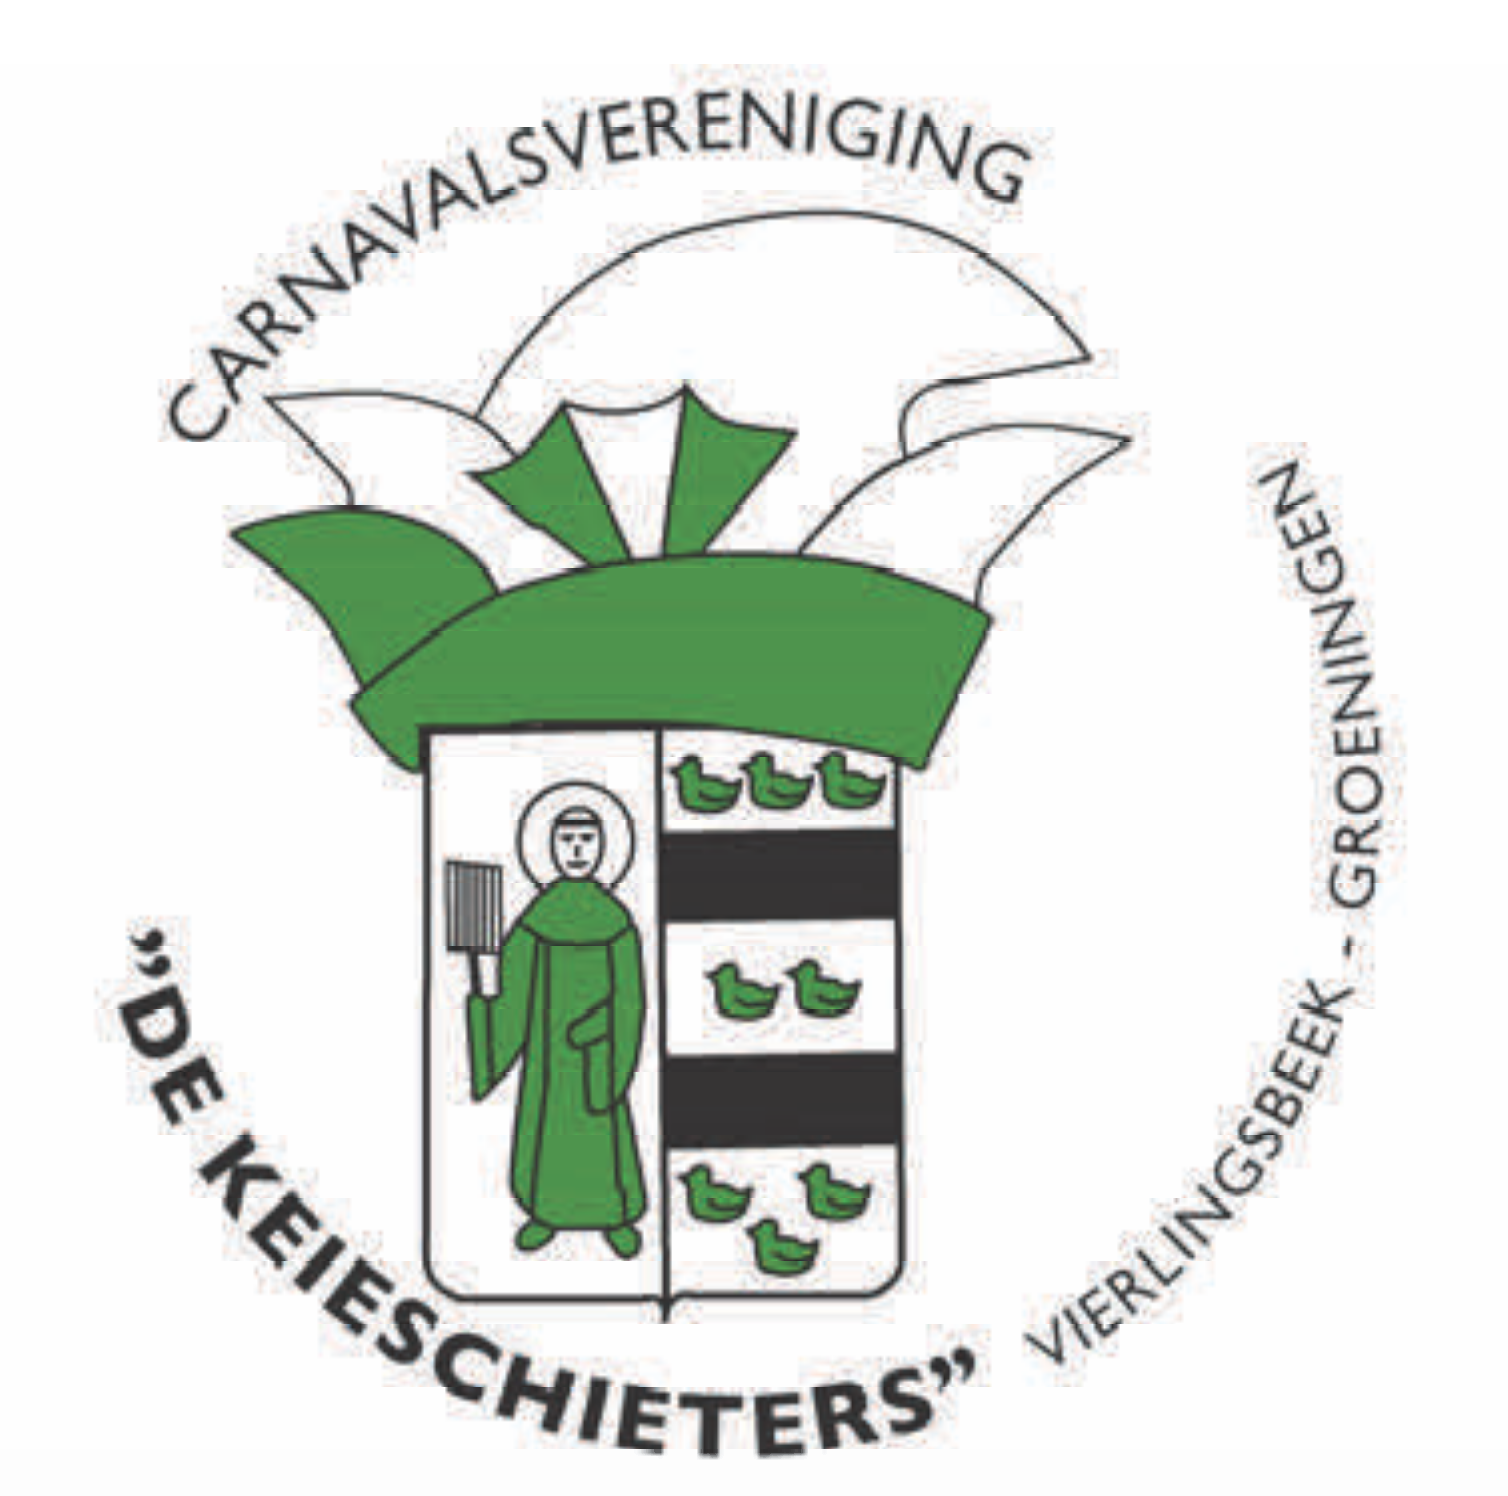 CARNAVALSVERENIGING
”DE KEIESCHIETERS”
VIERLINGSBEEK - GROENINGEN